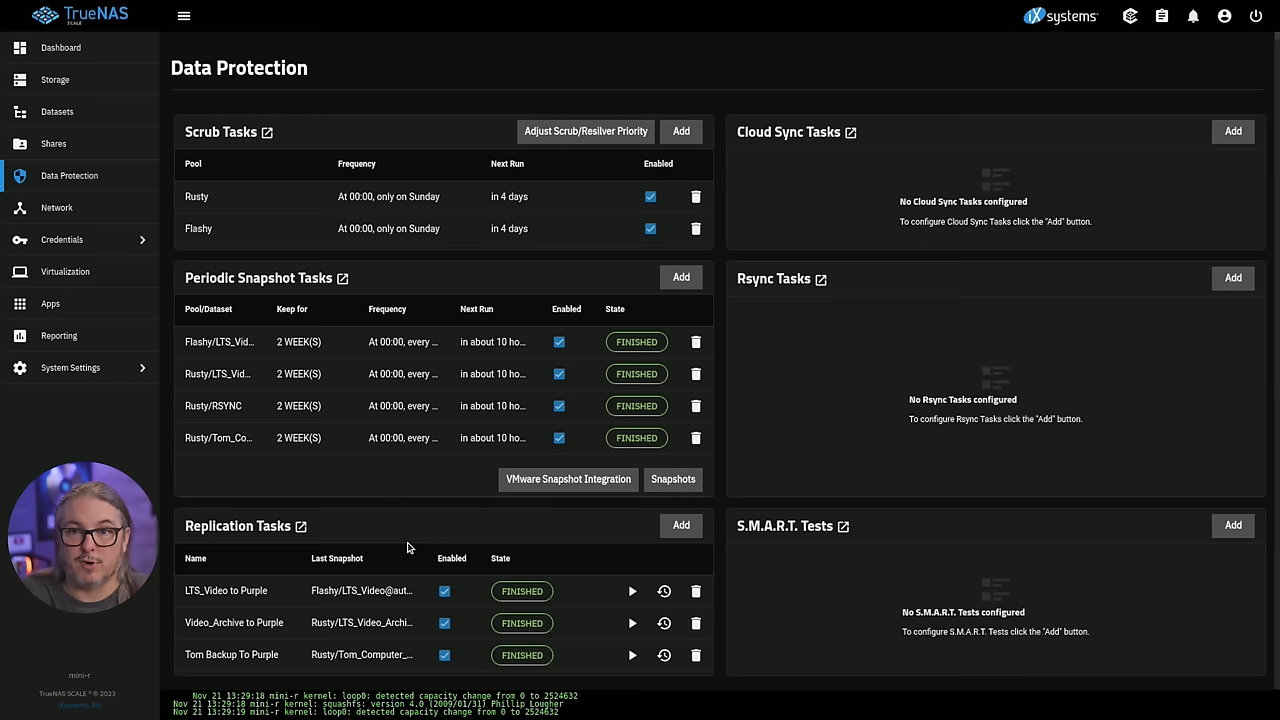 TrueNAS
SCALE
iXsystems
Dashboard
Storage
Datasets
Shares
Data Protection
Network
Credentials
Virtualization
Apps
Reporting
System Settings
mini-r
TrueNAS SCALE ® © 2023
iXsystems, Inc.
Data Protection
Scrub Tasks
Adjust Scrub/Resilver Priority
Add
Pool Frequency Next Run Enabled
Rusty At 00:00, only on Sunday in 4 days
Flashy At 00:00, only on Sunday in 4 days
Cloud Sync Tasks
Add
No Cloud Sync Tasks configured
To configure Cloud Sync Tasks click the "Add" button.
Periodic Snapshot Tasks
Add
Pool/Dataset Keep for Frequency Next Run Enabled State
Flashy/LTS_Vid... 2 WEEK(S) At 00:00, every ... in about 10 ho... FINISHED
Rusty/LTS_Vid... 2 WEEK(S) At 00:00, every ... in about 10 ho... FINISHED
Rusty/RSYNC 2 WEEK(S) At 00:00, every ... in about 10 ho... FINISHED
Rusty/Tom_Co... 2 WEEK(S) At 00:00, every ... in about 10 ho... FINISHED
VMware Snapshot Integration
Snapshots
Rsync Tasks
Add
No Rsync Tasks configured
To configure Rsync Tasks click the "Add" button.
Replication Tasks
Add
Name Last Snapshot Enabled State
LTS_Video to Purple Flashy/LTS_Video@aut... FINISHED
Video_Archive to Purple Rusty/LTS_Video_Archi... FINISHED
Tom Backup To Purple Rusty/Tom_Computer_... FINISHED
S.M.A.R.T. Tests
Add
No S.M.A.R.T. Tests configured
To configure S.M.A.R.T. Tests click the "Add" button.
Nov 21 13:29:18 mini-r kernel: loop0: detected capacity change from 0 to 2524632
Nov 21 13:29:18 mini-r kernel: squashfs: version 4.0 (2009/01/31) Phillip Lougher
Nov 21 13:29:19 mini-r kernel: loop0: detected capacity change from 0 to 2524632